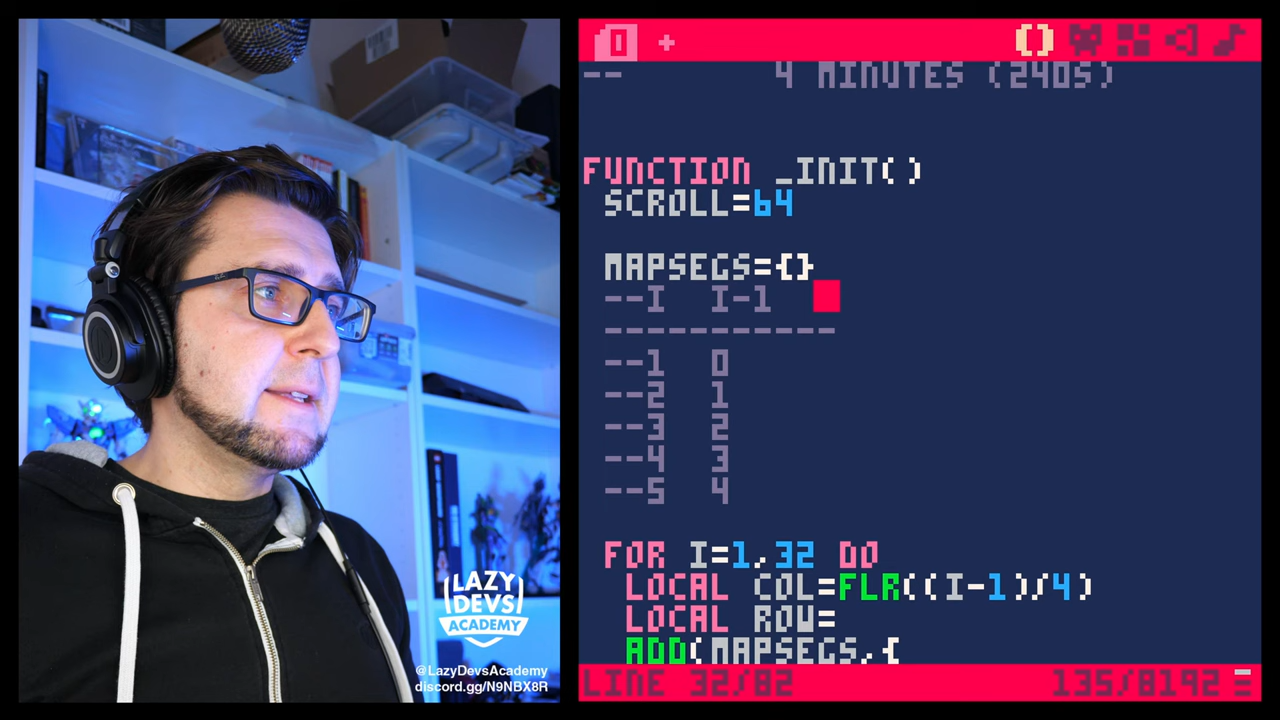 LAZY
DEVS
ACADEMY
@LazyDevsAcademy
discord.gg/N9NBX8R
0 +
-- 4 MINUTES (240S)
FUNCTION _INIT()
SCROLL=64
MAPSEGS={}
--I I-1
-----------
--1 0
--2 1
--3 2
--4 3
--5 4
FOR I=1,32 DO
LOCAL COL=FLR((I-1)/4)
LOCAL ROW=
ADD(MAPSEGS,{
LINE 32/82 135/8192